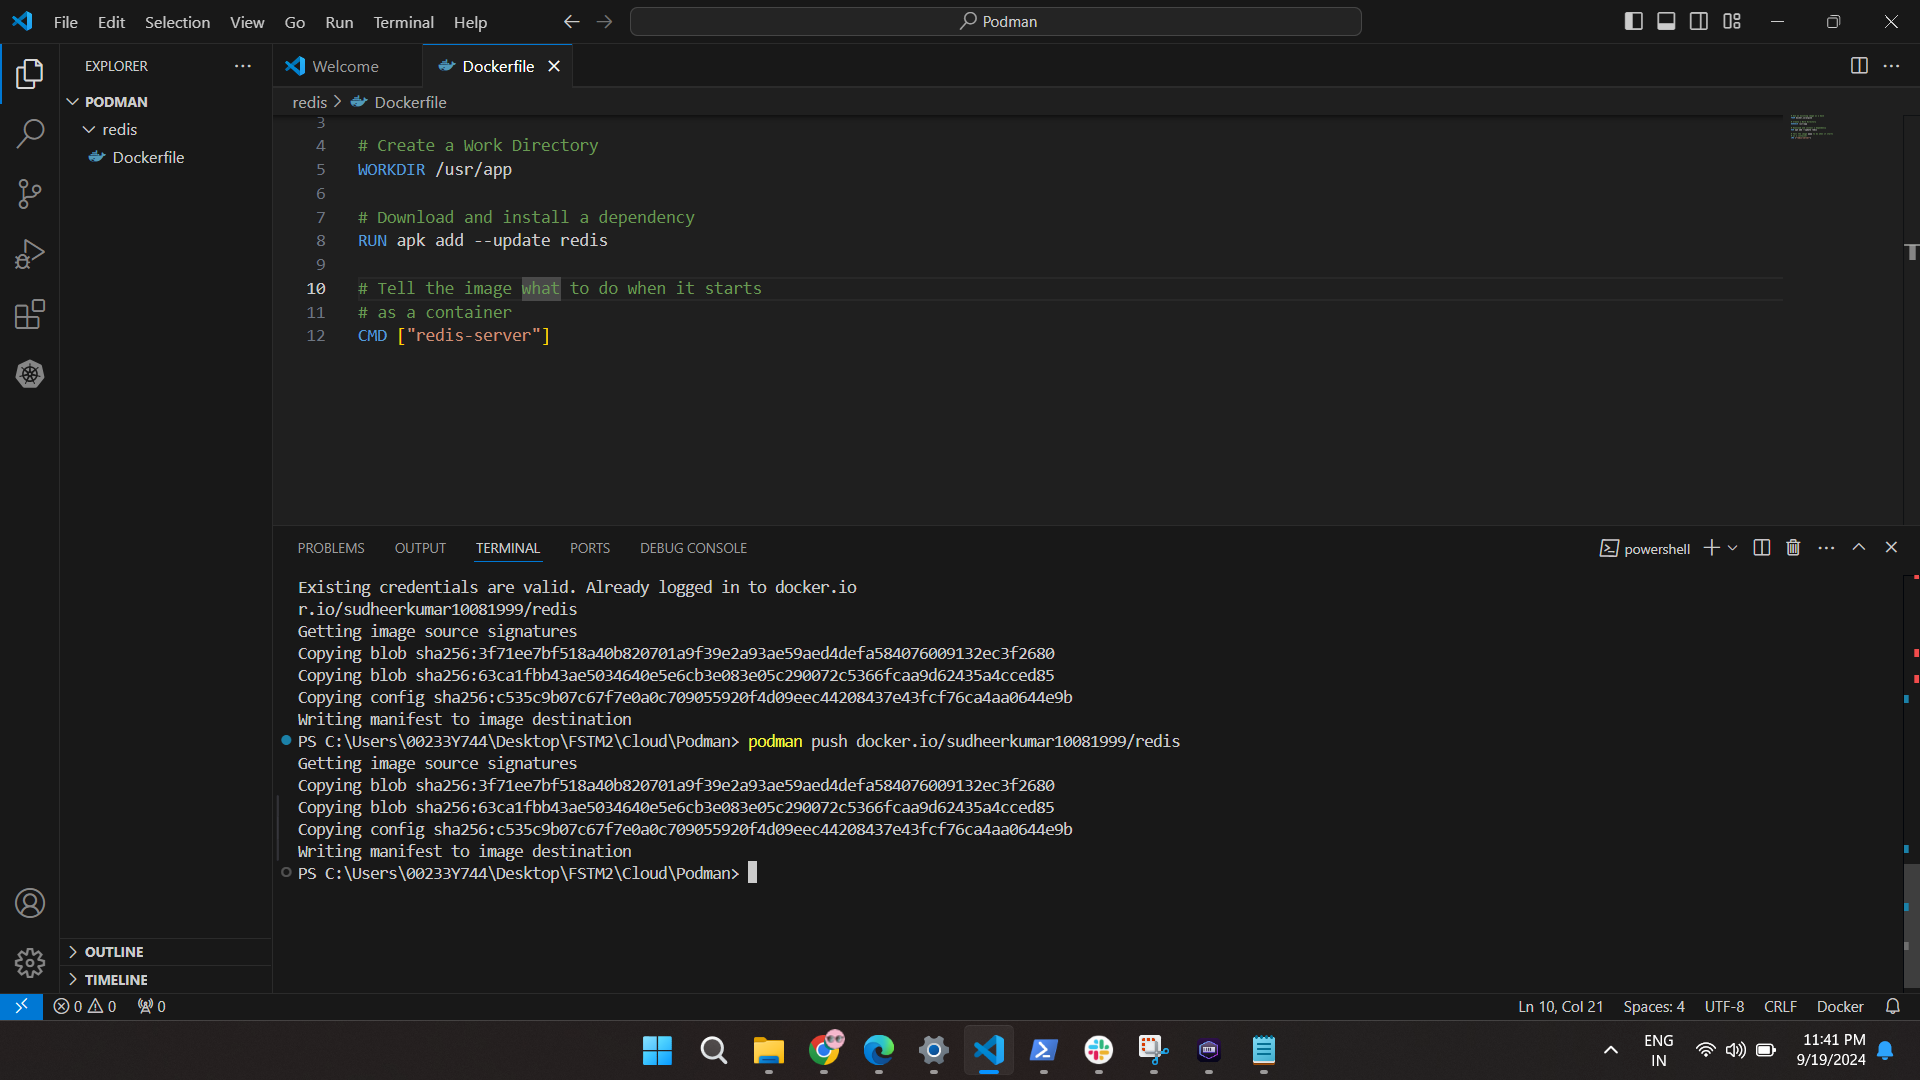 File Edit Selection View Go Run Terminal Help
Podman
EXPLORER
PODMAN
redis
Dockerfile
OUTLINE
TIMELINE
Welcome
Dockerfile
redis > Dockerfile
3
4 # Create a Work Directory
5 WORKDIR /usr/app
6
7 # Download and install a dependency
8 RUN apk add --update redis
9
10 # Tell the image what to do when it starts
11 # as a container
12 CMD ["redis-server"]
PROBLEMS OUTPUT TERMINAL PORTS DEBUG CONSOLE
powershell
Existing credentials are valid. Already logged in to docker.io
r.io/sudheerkumar10081999/redis
Getting image source signatures
Copying blob sha256:3f71ee7bf518a40b820701a9f39e2a93ae59aed4defa584076009132ec3f2680
Copying blob sha256:63ca1fbb43ae5034640e5e6cb3e083e05c290072c5366fcaa9d62435a4cced85
Copying config sha256:c535c9b07c67f7e0a0c709055920f4d09eec44208437e43fcf76ca4aa0644e9b
Writing manifest to image destination
PS C:\Users\00233Y744\Desktop\FSTM2\Cloud\Podman> podman push docker.io/sudheerkumar10081999/redis
Getting image source signatures
Copying blob sha256:3f71ee7bf518a40b820701a9f39e2a93ae59aed4defa584076009132ec3f2680
Copying blob sha256:63ca1fbb43ae5034640e5e6cb3e083e05c290072c5366fcaa9d62435a4cced85
Copying config sha256:c535c9b07c67f7e0a0c709055920f4d09eec44208437e43fcf76ca4aa0644e9b
Writing manifest to image destination
PS C:\Users\00233Y744\Desktop\FSTM2\Cloud\Podman>
0 0 0
Ln 10, Col 21 Spaces: 4 UTF-8 CRLF Docker
ENG
IN
11:41 PM
9/19/2024